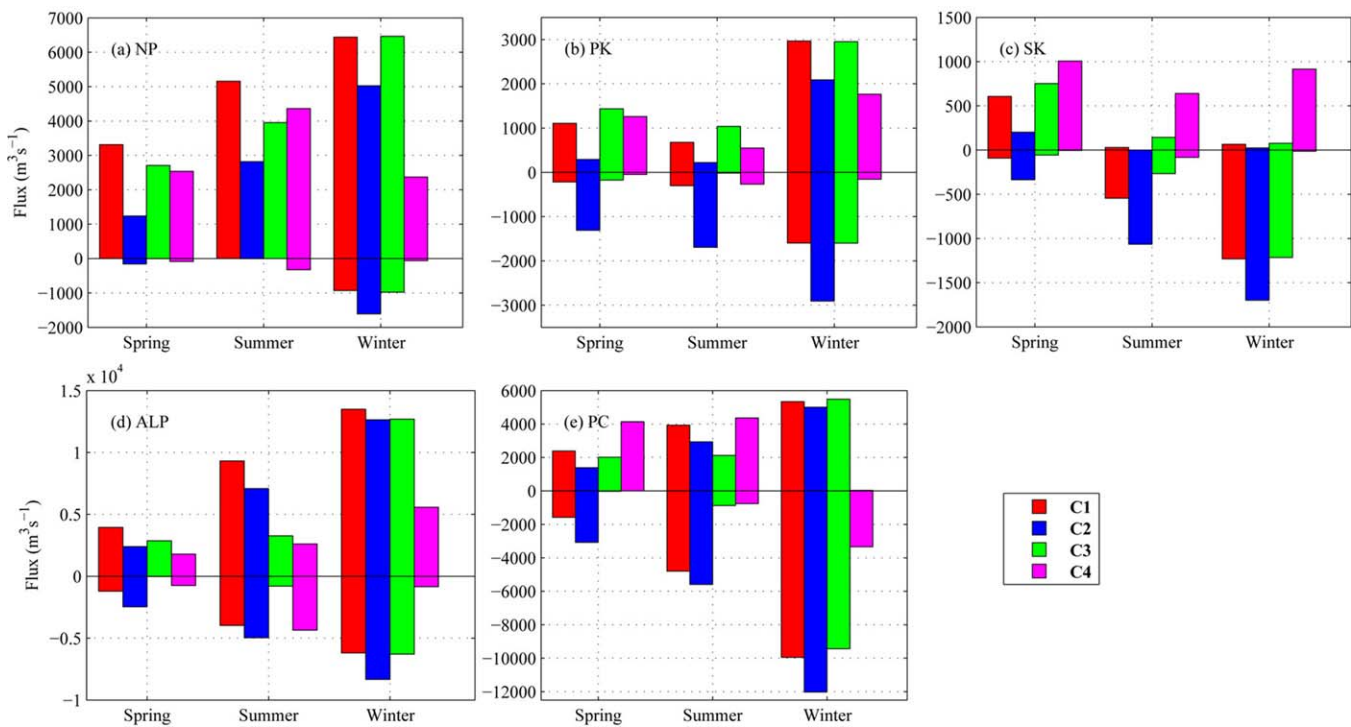 (a) NP
7000
6000
5000
4000
3000
2000
1000
0
−1000
−2000
Flux (m³s⁻¹)
Spring Summer Winter
(b) PK
3000
2000
1000
0
−1000
−2000
−3000
Spring Summer Winter
(c) SK
1500
1000
500
0
−500
−1000
−1500
−2000
Spring Summer Winter
x 10⁴
(d) ALP
1.5
1
0.5
0
−0.5
−1
Flux (m³s⁻¹)
Spring Summer Winter
(e) PC
6000
4000
2000
0
−2000
−4000
−6000
−8000
−10000
−12000
Spring Summer Winter
C1
C2
C3
C4